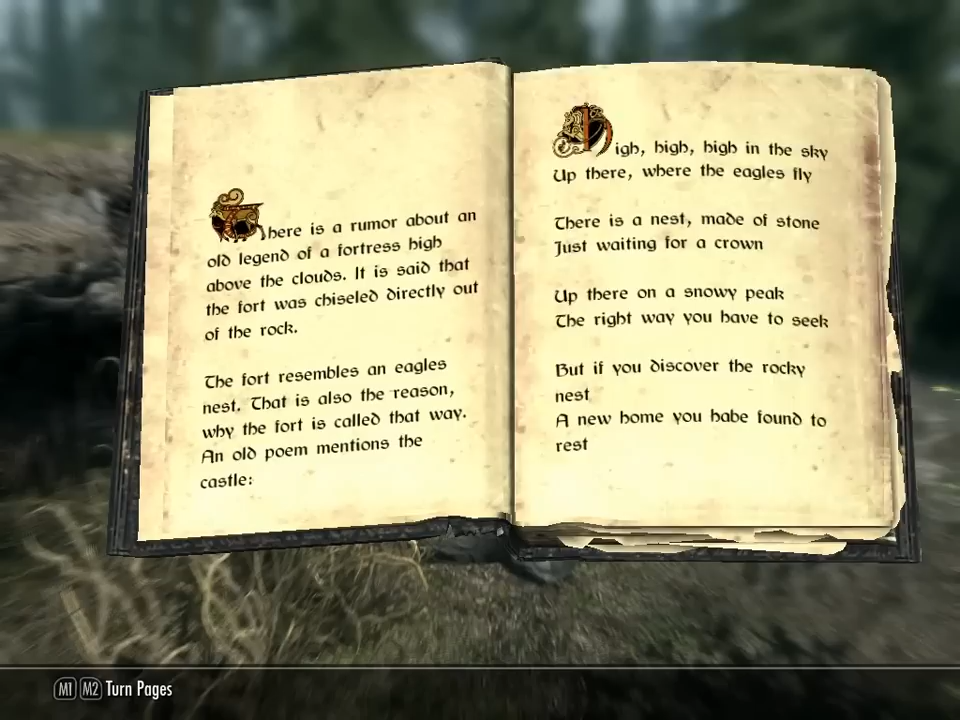 There is a rumor about an
old legend of a fortress high
above the clouds. It is said that
the fort was chiseled directly out
of the rock.
The fort resembles an eagles
nest. That is also the reason,
why the fort is called that way.
An old poem mentions the
castle:
High, high, high in the sky
Up there, where the eagles fly
There is a nest, made of stone
Just waiting for a crown
Up there on a snowy peak
The right way you have to seek
But if you discover the rocky
nest
A new home you habe found to
rest
M1 M2 Turn Pages